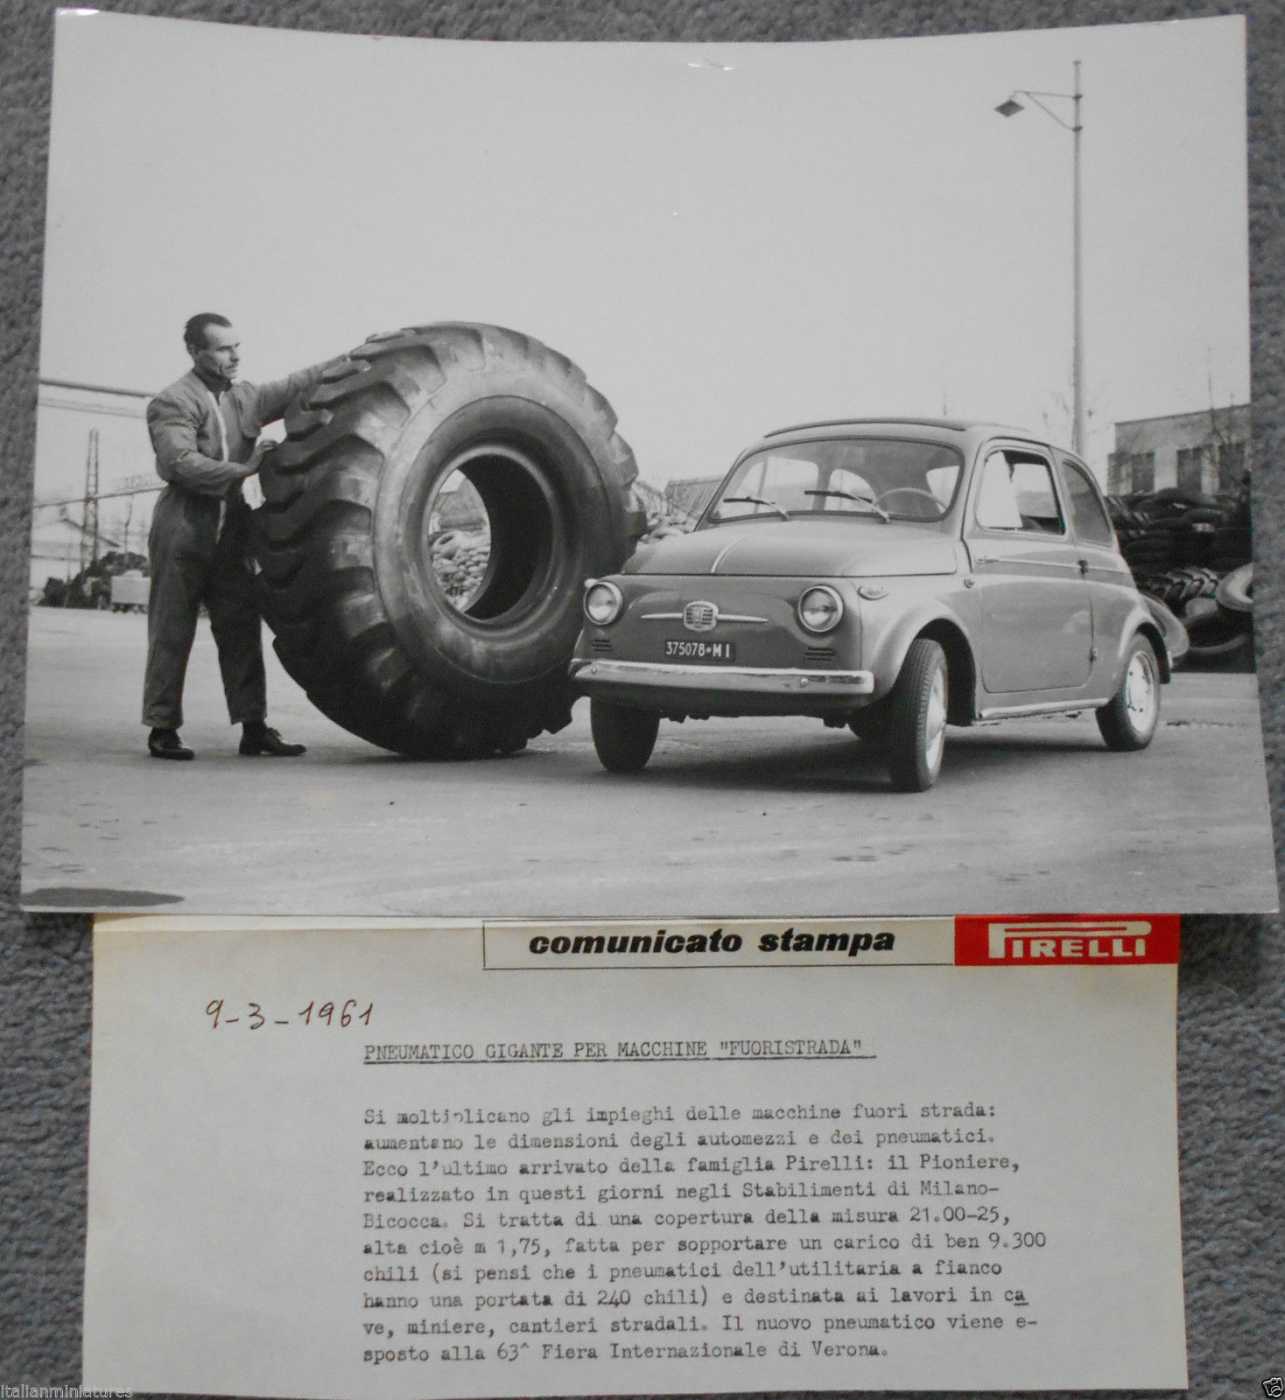 375078•MI
comunicato stampa PIRELLI
9-3-1961
PNEUMATICO GIGANTE PER MACCHINE "FUORISTRADA"
Si moltiplicano gli impieghi delle macchine fuori strada:
aumentano le dimensioni degli automezzi e dei pneumatici.
Ecco l'ultimo arrivato della famiglia Pirelli: il Pioniere,
realizzato in questi giorni negli Stabilimenti di Milano-
Bicocca. Si tratta di una copertura della misura 21.00-25,
alta cioè m 1,75, fatta per sopportare un carico di ben 9.300
chili (si pensi che i pneumatici dell'utilitaria a fianco
hanno una portata di 240 chili) e destinata ai lavori in ca
ve, miniere, cantieri stradali. Il nuovo pneumatico viene e-
sposto alla 63^ Fiera Internazionale di Verona.
italianminiatures